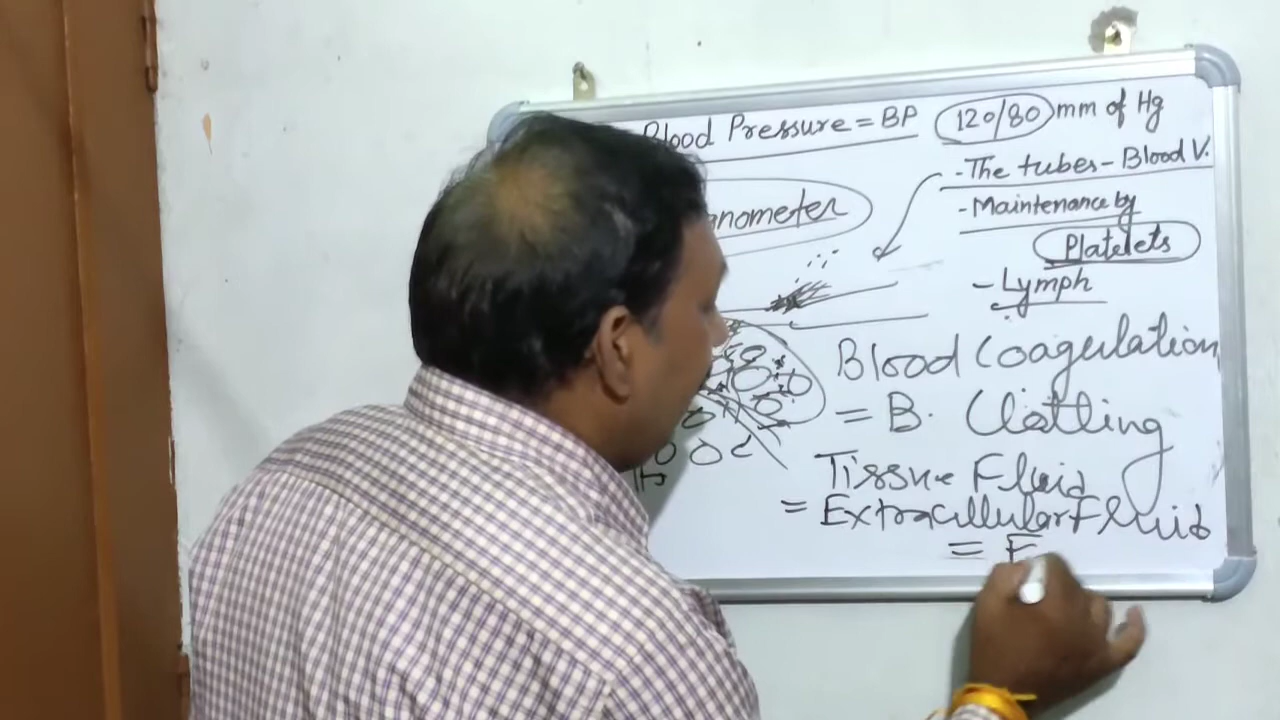 Blood Pressure = BP 120/80 mm of Hg
- The tubes - Blood V.
anometer
- Maintenance by
Platelets
- Lymph
Blood Coagulation
= B. Clotting
Tissue Fluid
= Extracellular Fluid
= E